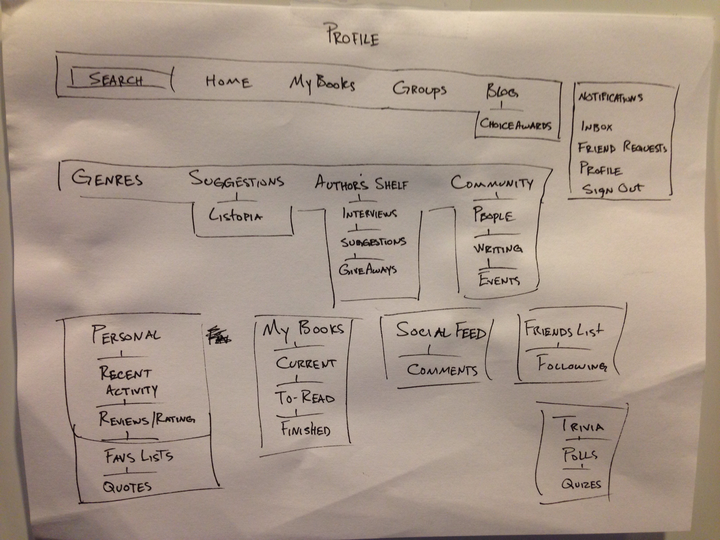 PROFILE
SEARCH HOME MY BOOKS GROUPS BLOG
CHOICE AWARDS
NOTIFICATIONS
INBOX
FRIEND REQUESTS
PROFILE
SIGN OUT
GENRES SUGGESTIONS AUTHOR'S SHELF COMMUNITY
LISTOPIA
INTERVIEWS
SUGGESTIONS
GIVEAWAYS
PEOPLE
WRITING
EVENTS
PERSONAL
RECENT
ACTIVITY
REVIEWS/RATING
FAVS LISTS
QUOTES
MY BOOKS
CURRENT
TO-READ
FINISHED
SOCIAL FEED
COMMENTS
FRIENDS LIST
FOLLOWING
TRIVIA
POLLS
QUIZES